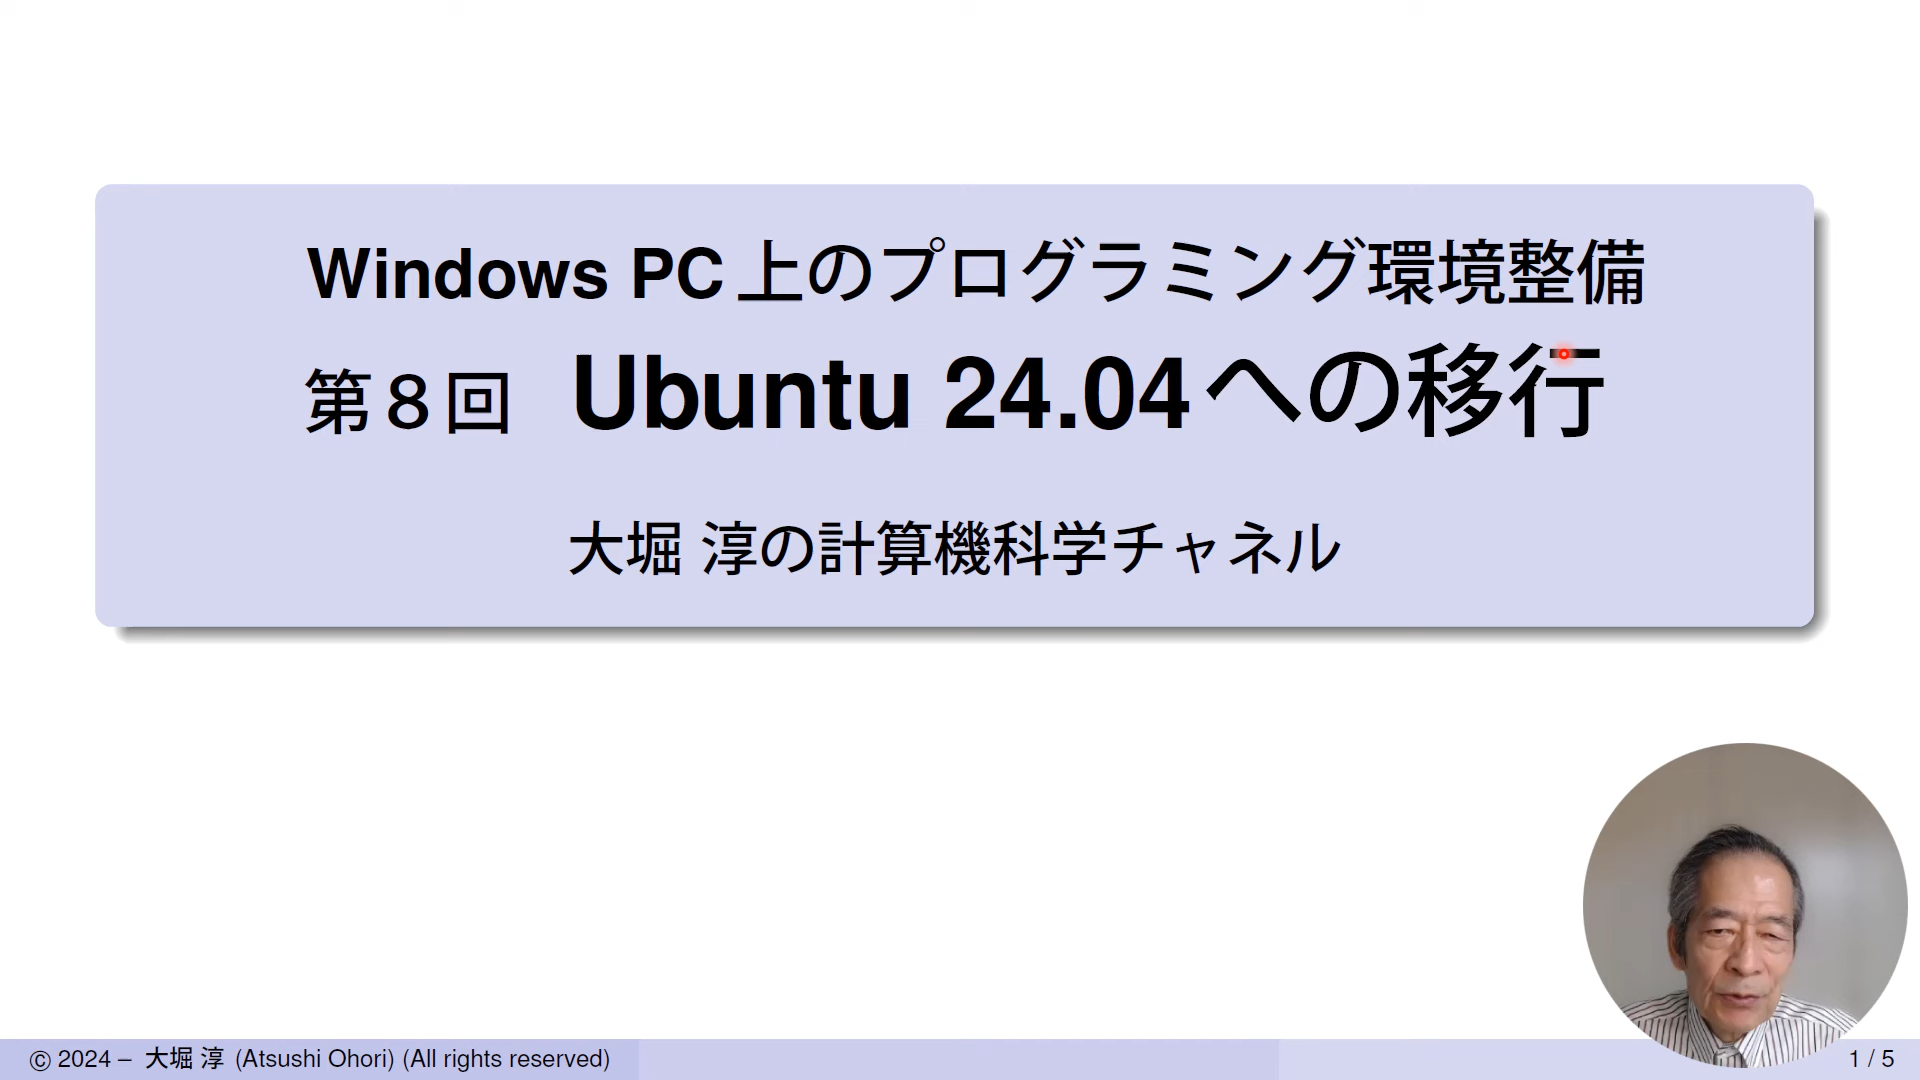 Windows PC 上のプログラミング環境整備
第８回 Ubuntu 24.04 への移行
大堀 淳の計算機科学チャネル
© 2024 – 大堀 淳 (Atsushi Ohori) (All rights reserved)
1 / 5